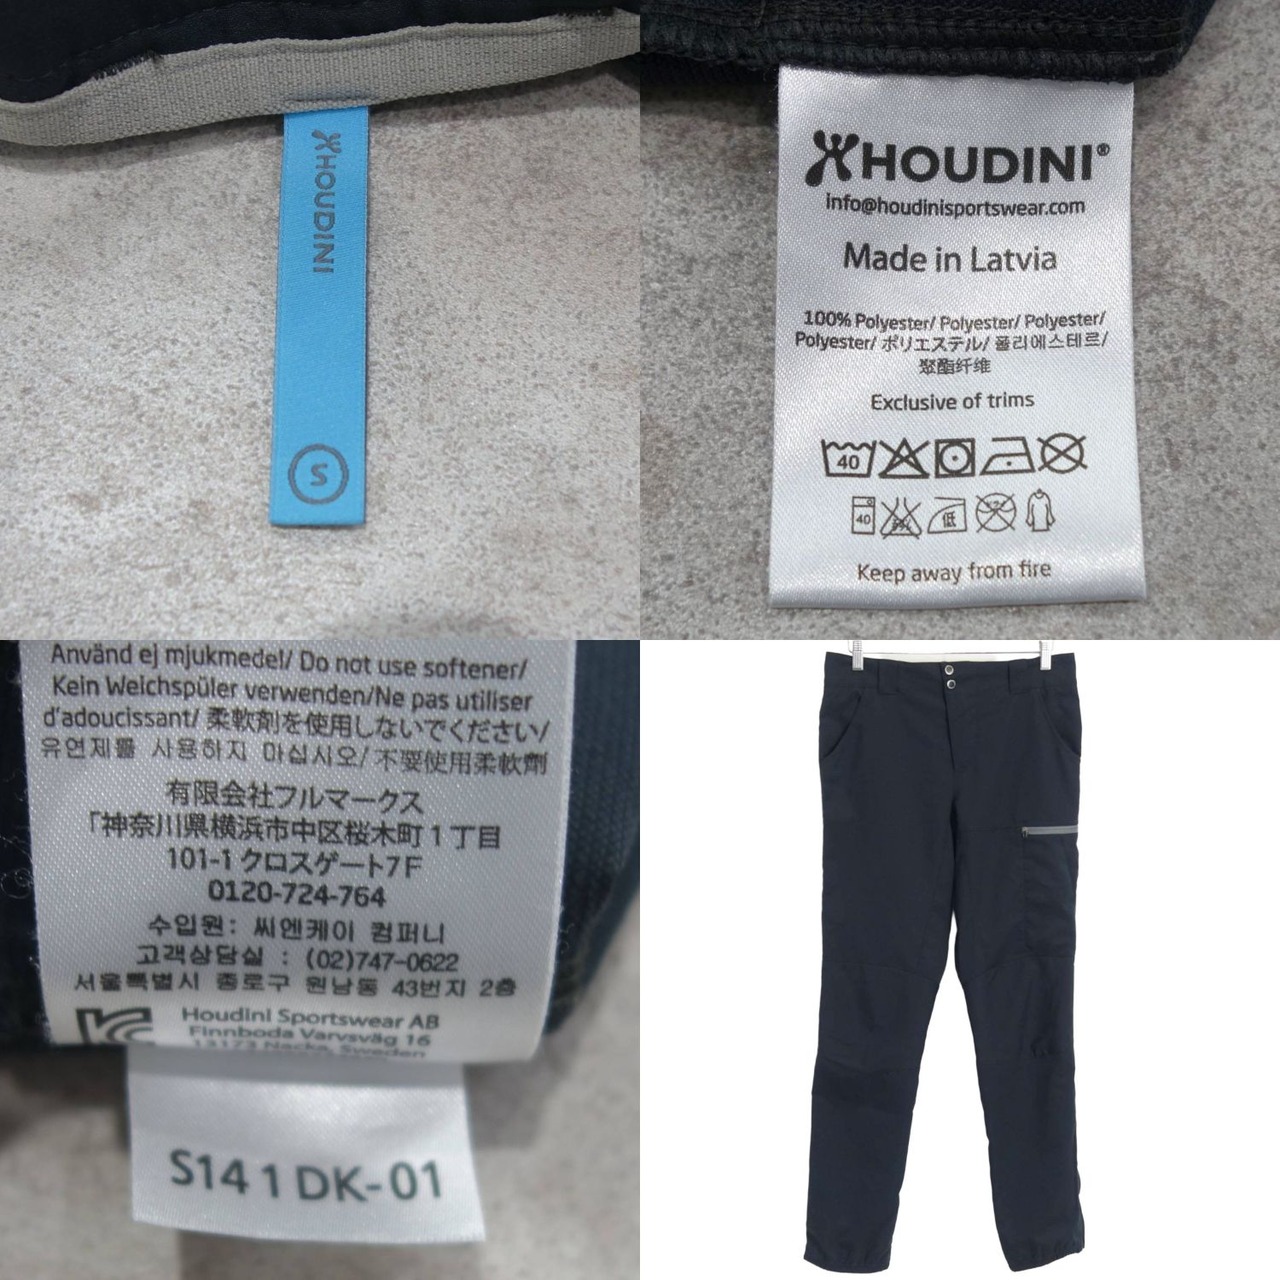 HOUDINI
S
HOUDINI®
info@houdinisportswear.com
Made in Latvia
100% Polyester/ Polyester/ Polyester/
Polyester/ ポリエステル/ 폴리에스테르/
聚酯纤维
Exclusive of trims
40
40
低
Keep away from fire
Använd ej mjukmedel/ Do not use softener/
Kein Weichspüler verwenden/Ne pas utiliser
d'adoucissant/ 柔軟剤を使用しないでください/
유연제를 사용하지 마십시오/ 不要使用柔軟劑
有限会社フルマークス
「神奈川県横浜市中区桜木町1丁目
101-1 クロスゲート7F
0120-724-764
수입원: 씨엔케이 컴퍼니
고객상담실 : (02)747-0622
서울특별시 종로구 원남동 43번지 2층
Houdini Sportswear AB
Finnboda Varvsväg 16
13173 Nacka, Sweden
S141DK-01